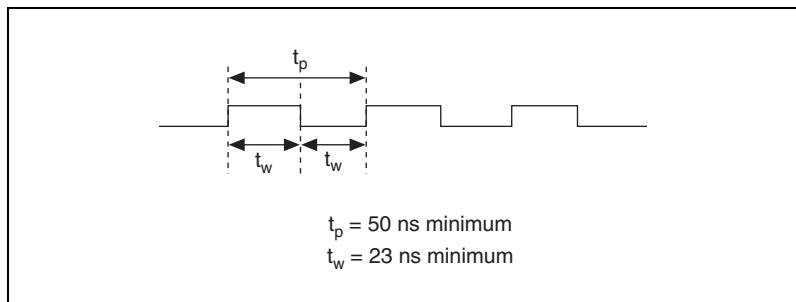 tp
tw tw
tp = 50 ns minimum
tw = 23 ns minimum